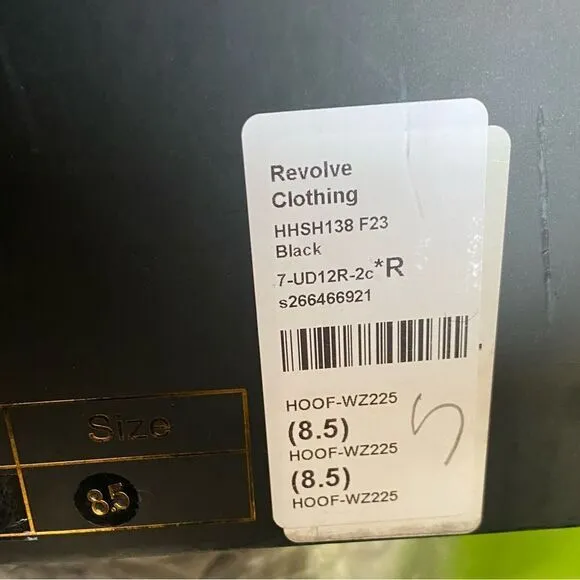 Revolve
Clothing
HHSH138 F23
Black
7-UD12R-2c*R
s266466921
HOOF-WZ225
(8.5)
HOOF-WZ225
(8.5)
HOOF-WZ225
Size
8.5